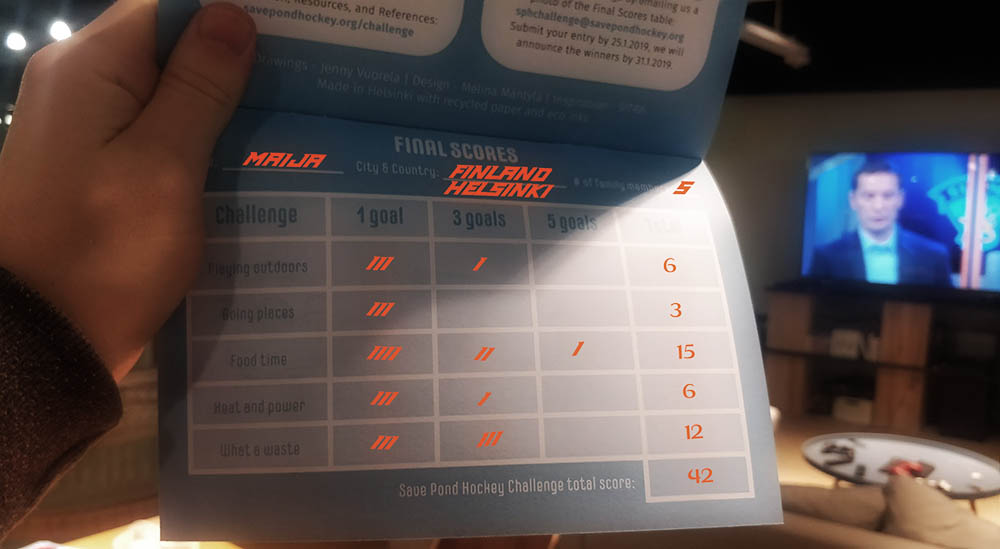 , Resources, and References:
savepondhockey.org/challenge
by emailing us a
photo of the Final Scores table:
sphchallenge@savepondhockey.org
Submit your entry by 25.1.2019, we will
announce the winners by 31.1.2019.
Drawings - Jenny Vuorela | Design - Melina Mäntylä | Inspiration
Made in Helsinki with recycled paper and eco inks
FINAL SCORES
MAIJA City & Country: FINLAND HELSINKI # of family 5
Challenge 1 goal 3 goals 5 goals Total
Playing outdoors III I 6
Going places III 3
Food time IIII II I 15
Heat and power III I 6
What a waste III III 12
Save Pond Hockey Challenge total score: 42